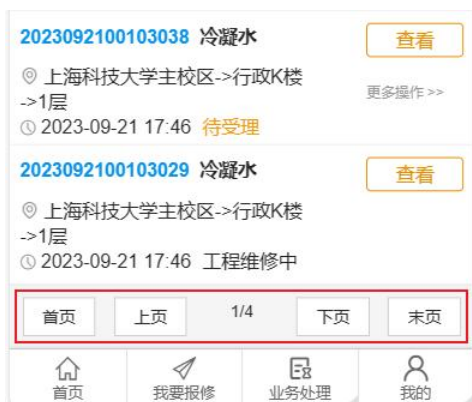 2023092100103038 冷凝水 查看
上海科技大学主校区->行政K楼
->1层
更多操作 >>
2023-09-21 17:46 待受理
2023092100103029 冷凝水 查看
上海科技大学主校区->行政K楼
->1层
2023-09-21 17:46 工程维修中
首页 上页 1/4 下页 末页
首页 我要报修 业务处理 我的